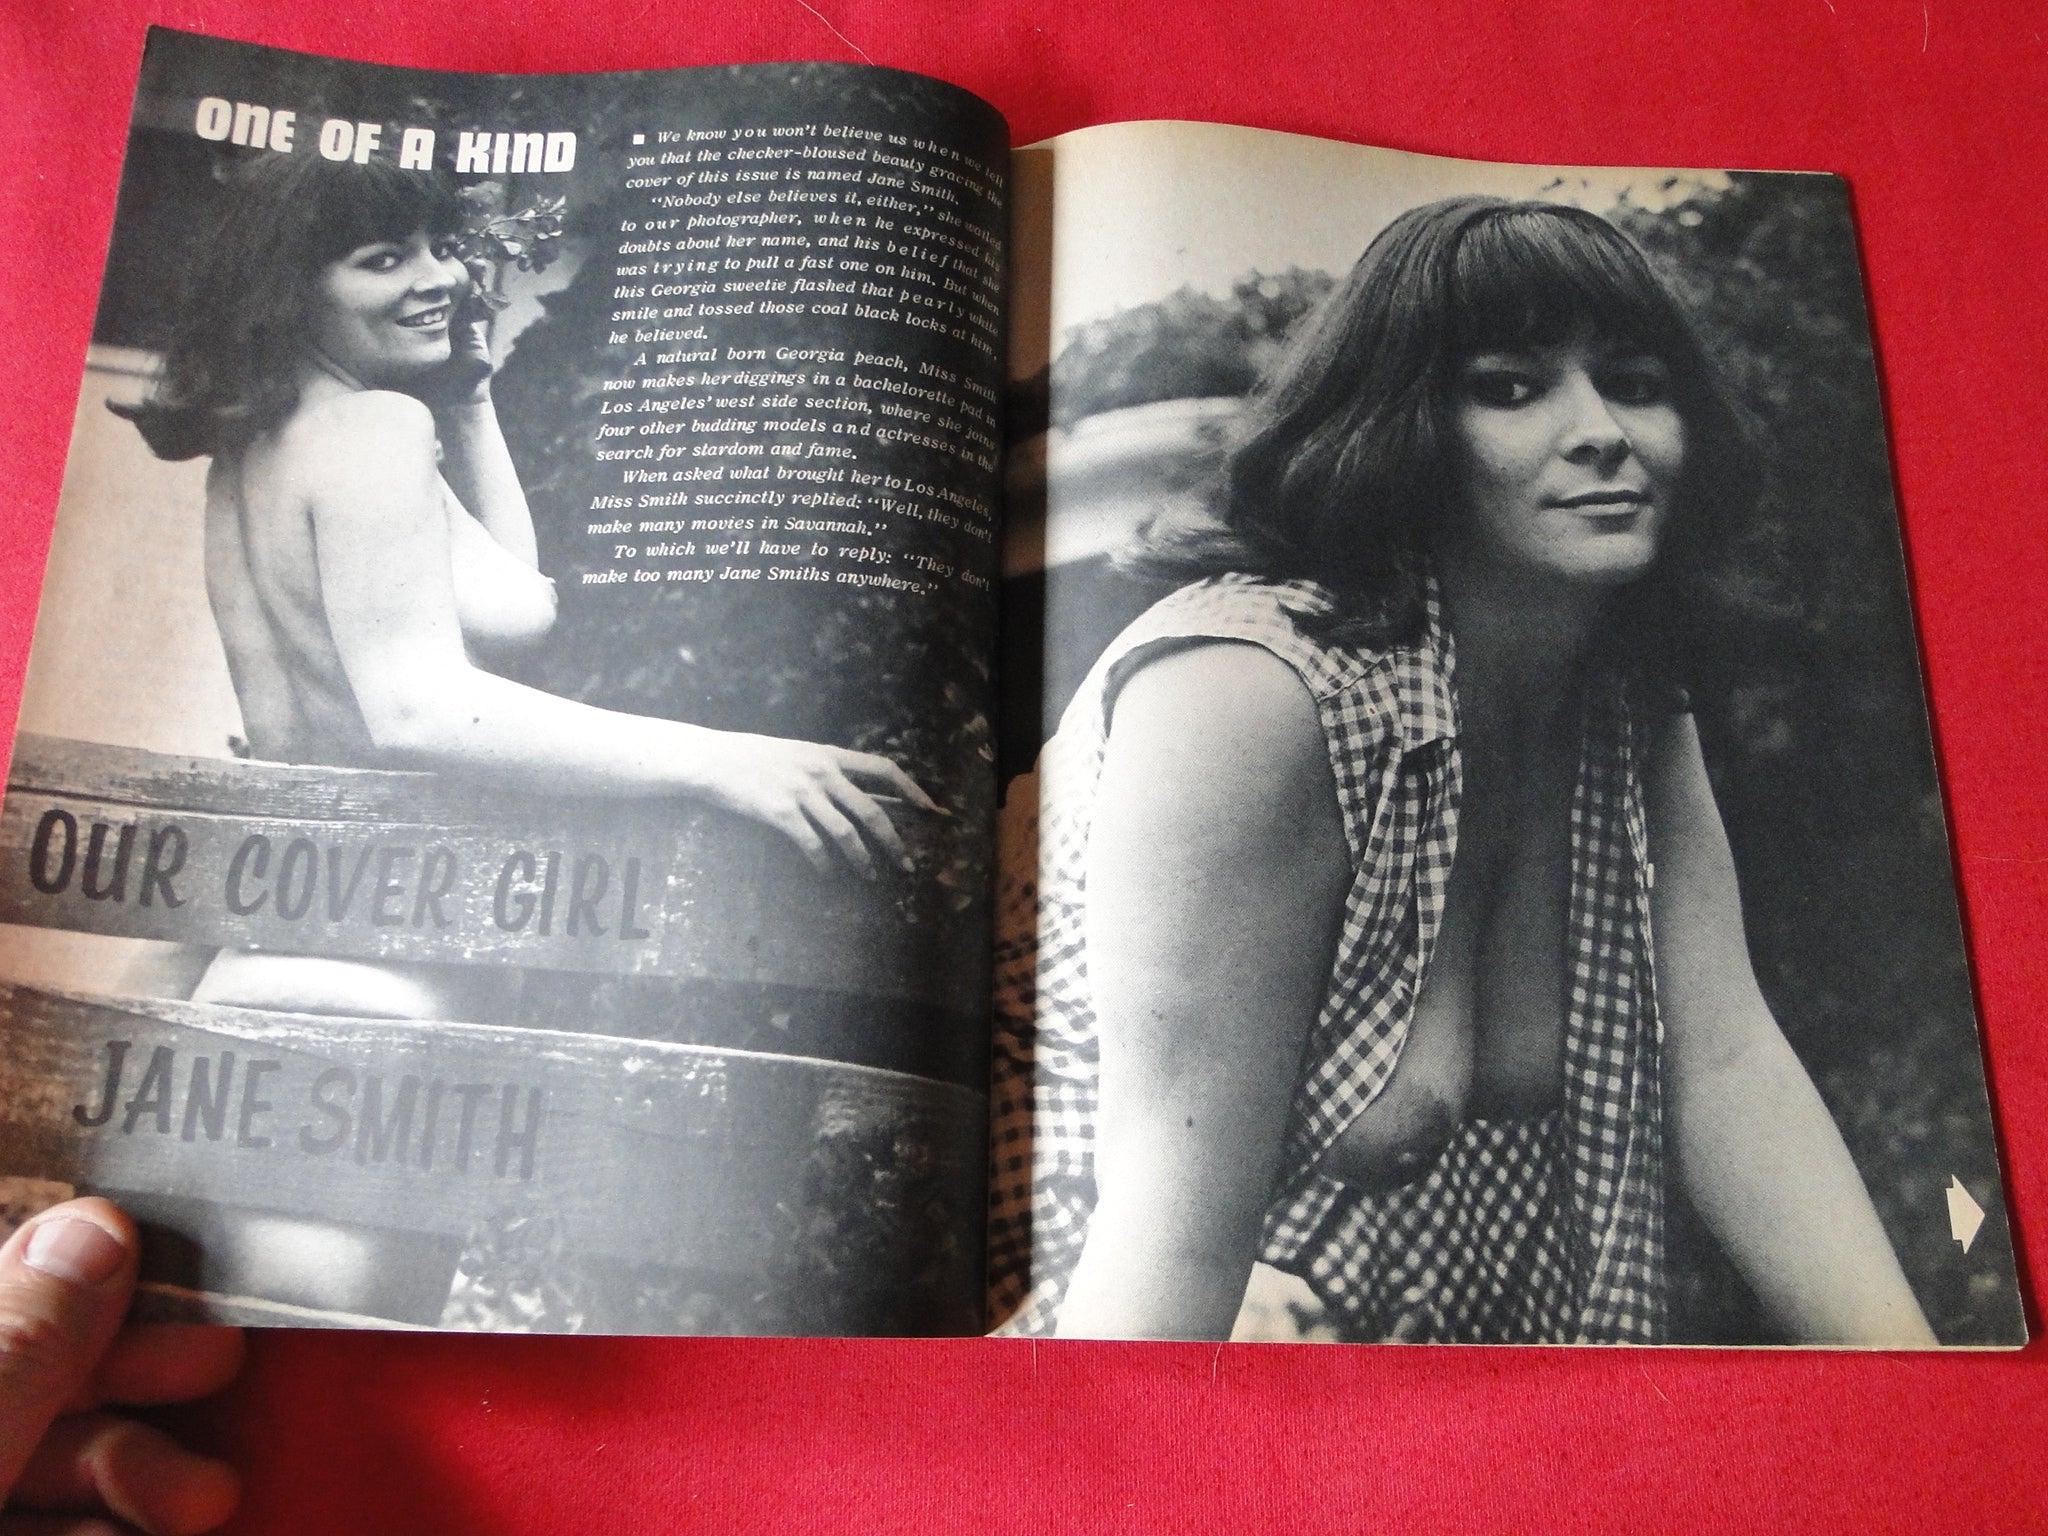 ONE OF A KIND
■ We know you won't believe us when we tell
you that the checker-bloused beauty gracing the
cover of this issue is named Jane Smith.
"Nobody else believes it, either," she wailed
to our photographer, when he expressed his
doubts about her name, and his belief that she
was trying to pull a fast one on him. But when
this Georgia sweetie flashed that pearly white
smile and tossed those coal black locks at him,
he believed.
A natural born Georgia peach, Miss Smith
now makes her diggings in a bachelorette pad in
Los Angeles' west side section, where she joins
four other budding models and actresses in the
search for stardom and fame.
When asked what brought her to Los Angeles,
Miss Smith succinctly replied: "Well, they don't
make many movies in Savannah."
To which we'll have to reply: "They don't
make too many Jane Smiths anywhere."
OUR COVER GIRL
JANE SMITH